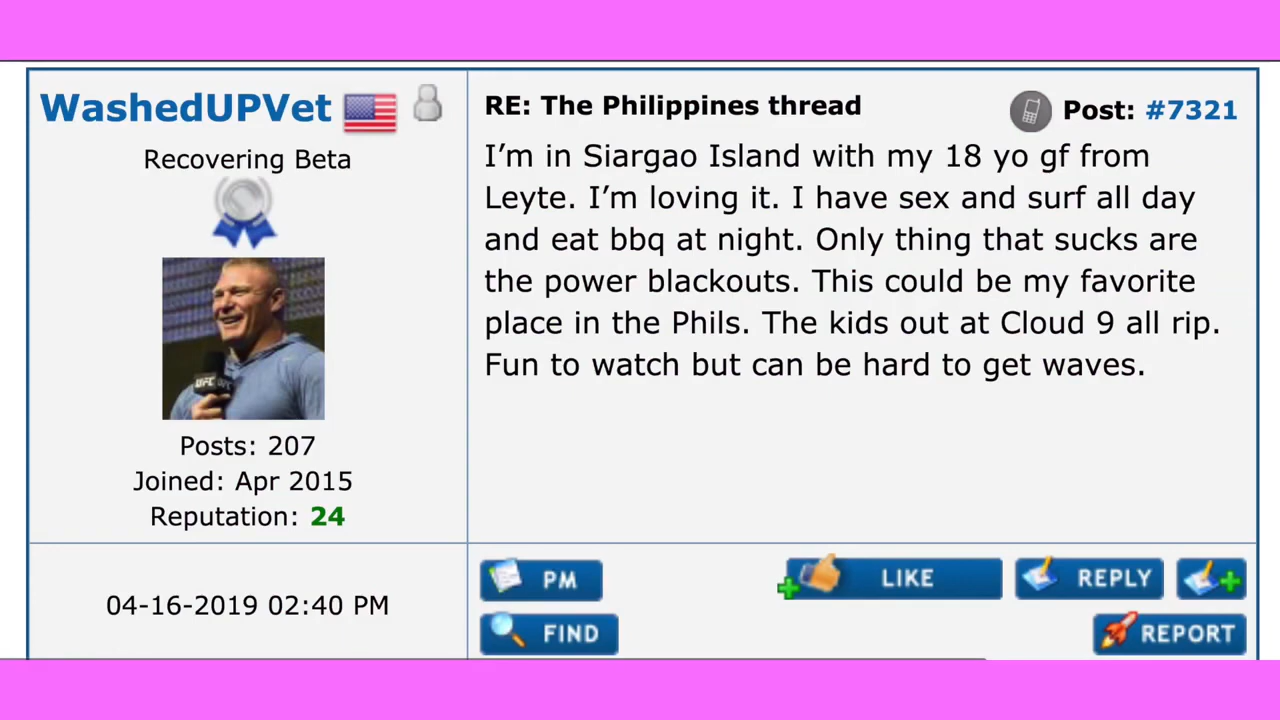 WashedUPVet
Recovering Beta
UFC
Posts: 207
Joined: Apr 2015
Reputation: 24
04-16-2019 02:40 PM
RE: The Philippines thread
Post: #7321
I’m in Siargao Island with my 18 yo gf from
Leyte. I’m loving it. I have sex and surf all day
and eat bbq at night. Only thing that sucks are
the power blackouts. This could be my favorite
place in the Phils. The kids out at Cloud 9 all rip.
Fun to watch but can be hard to get waves.
PM
LIKE
REPLY
FIND
REPORT